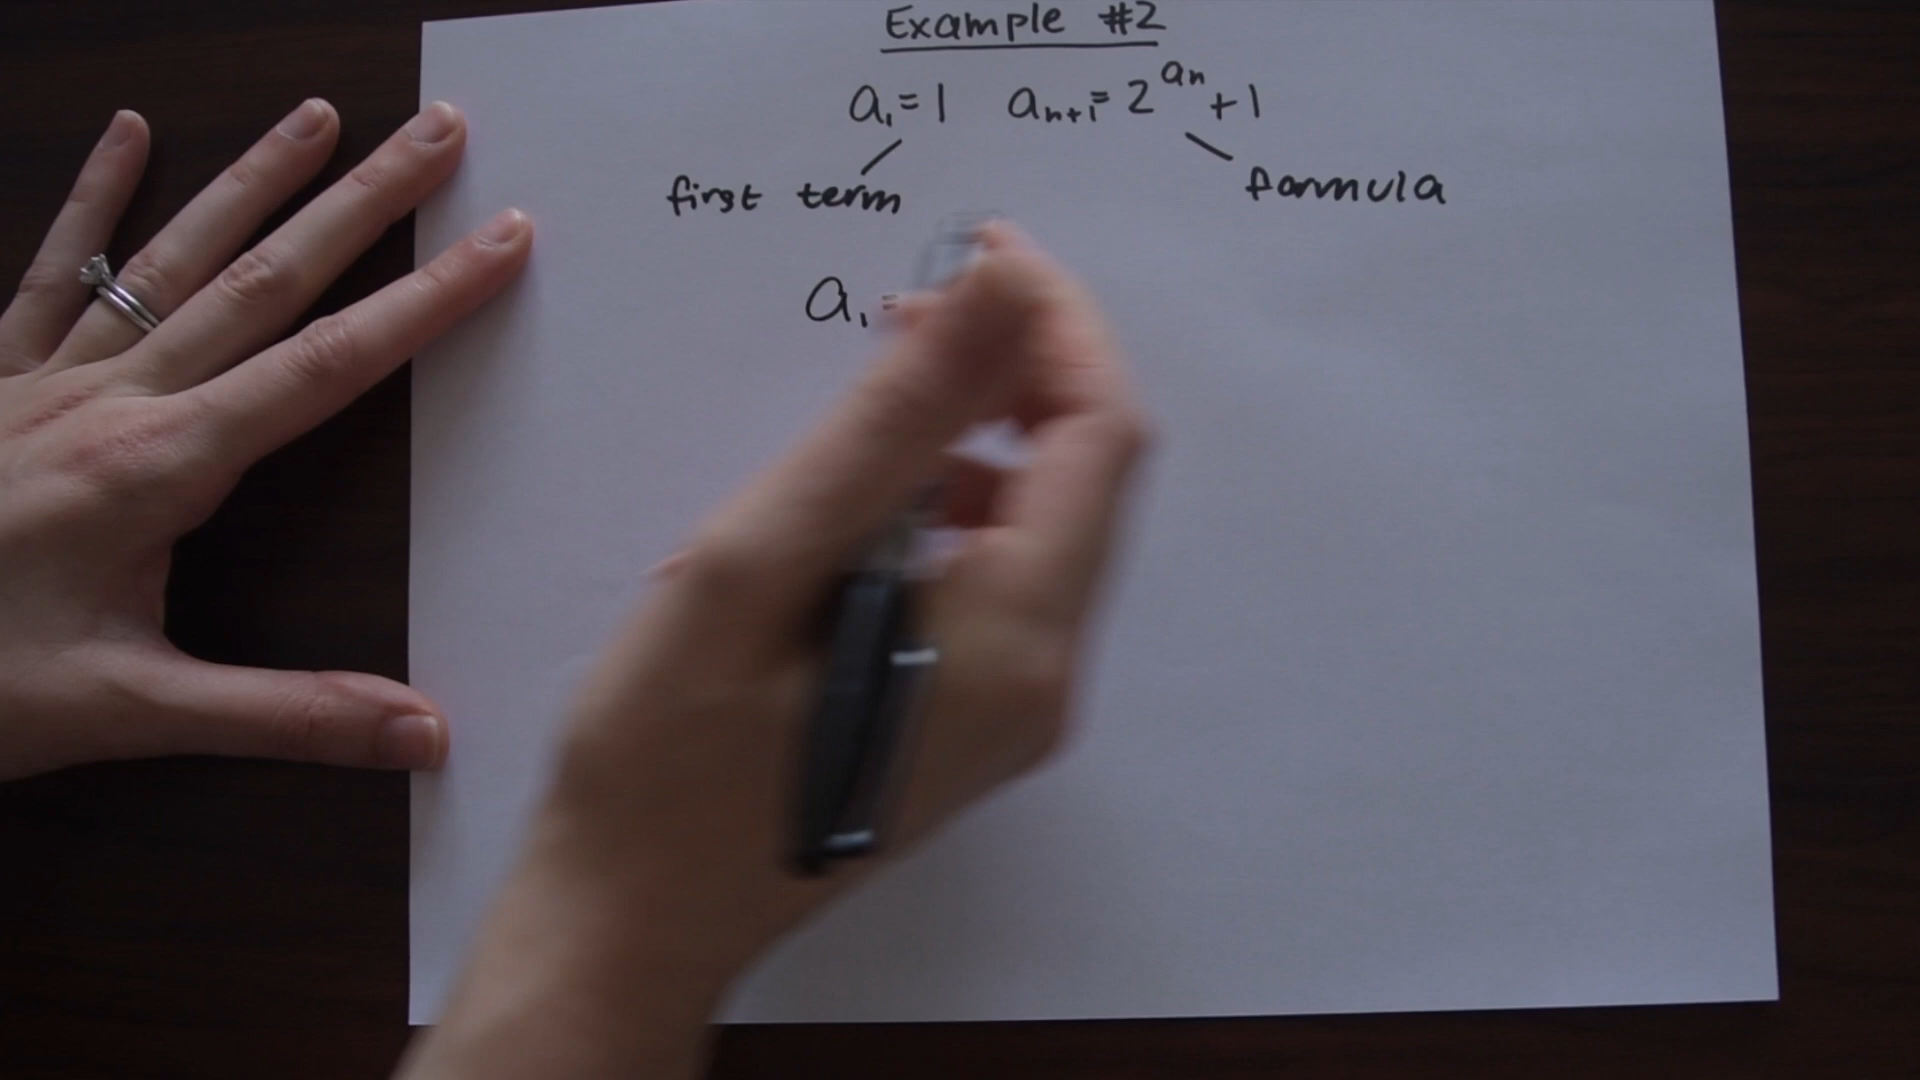 Example #2
a₁ = 1   aₙ₊₁ = 2^aₙ + 1
first term   formula
a₁ =